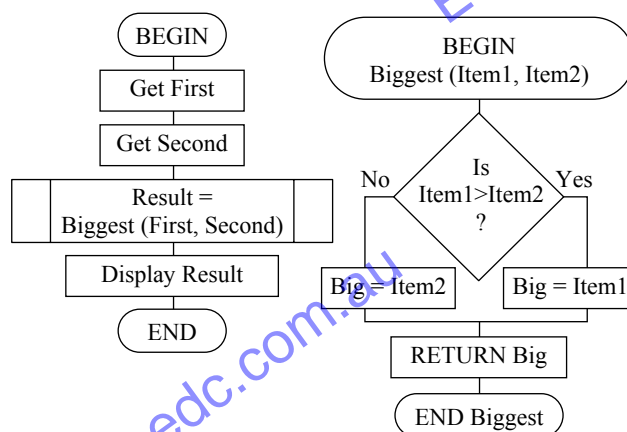 BEGIN
Get First
Get Second
Result =
Biggest (First, Second)
Display Result
END
BEGIN
Biggest (Item1, Item2)
Is
Item1>Item2
?
No
Yes
Big = Item2
Big = Item1
RETURN Big
END Biggest
edc.com.au